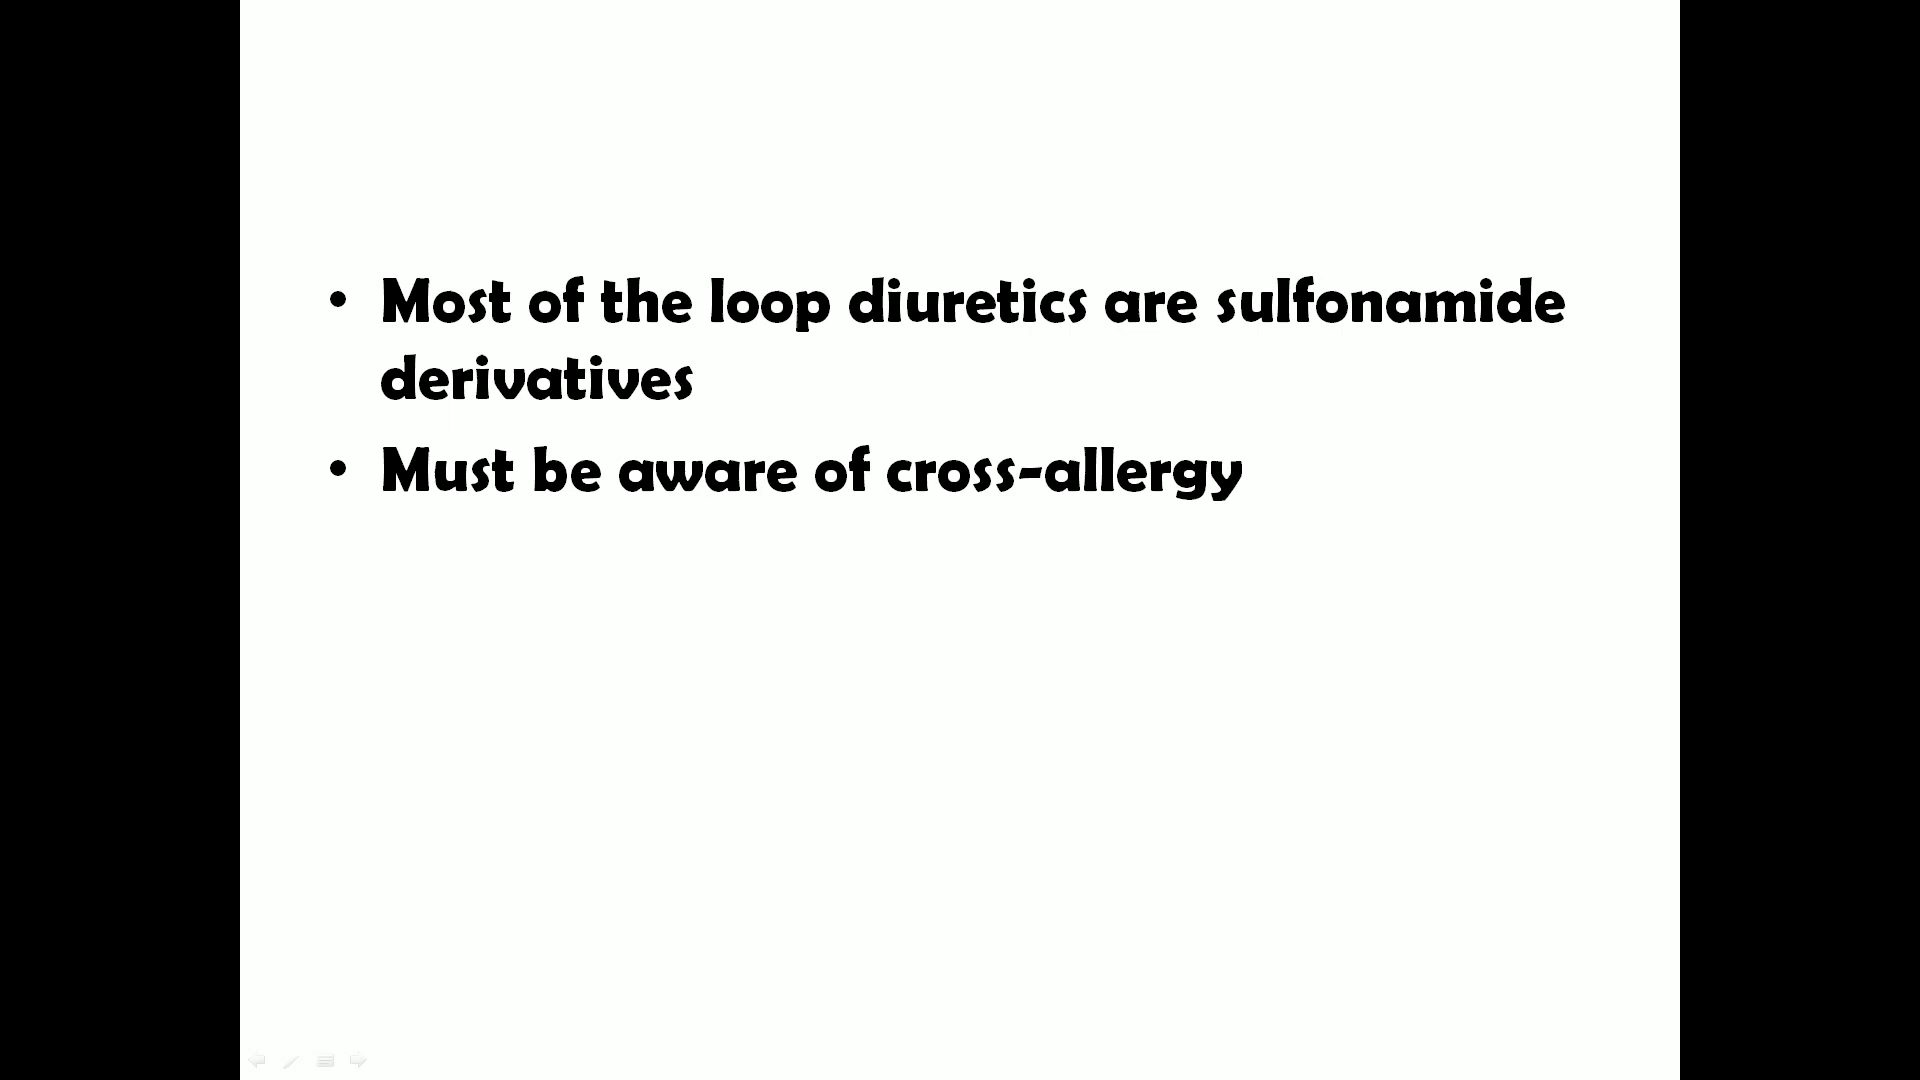 • Most of the loop diuretics are sulfonamide
derivatives
• Must be aware of cross-allergy